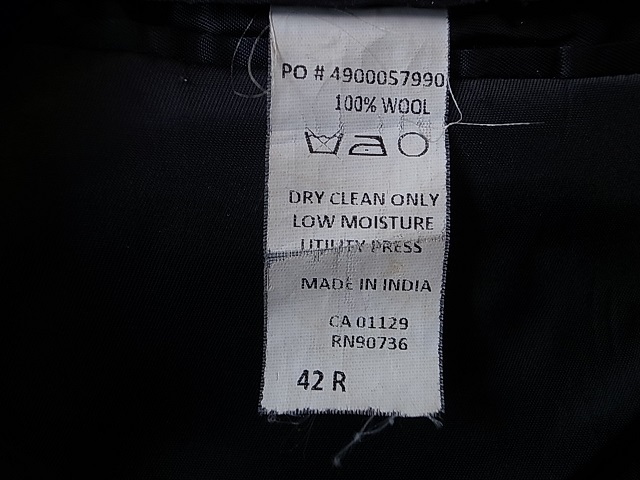 PO # 4900057990
100% WOOL
DRY CLEAN ONLY
LOW MOISTURE
UTILITY PRESS
MADE IN INDIA
CA 01129
RN90736
42 R